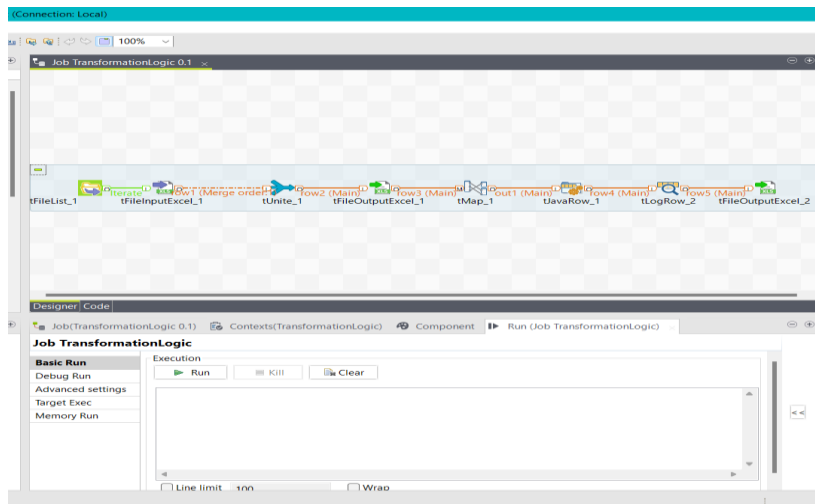 (Connection: Local)
100%
Job TransformationLogic 0.1
Iterate
row1 (Merge order
row2 (Main)
row3 (Main)
out1 (Main)
row4 (Main)
row5 (Main)
tFileList_1
tFileInputExcel_1
tUnite_1
tFileOutputExcel_1
tMap_1
tJavaRow_1
tLogRow_2
tFileOutputExcel_2
Designer
Code
Job(TransformationLogic 0.1)
Contexts(TransformationLogic)
Component
Run (Job TransformationLogic)
Job TransformationLogic
Basic Run
Debug Run
Advanced settings
Target Exec
Memory Run
Execution
Run
Kill
Clear
<<
Line limit
100
Wrap